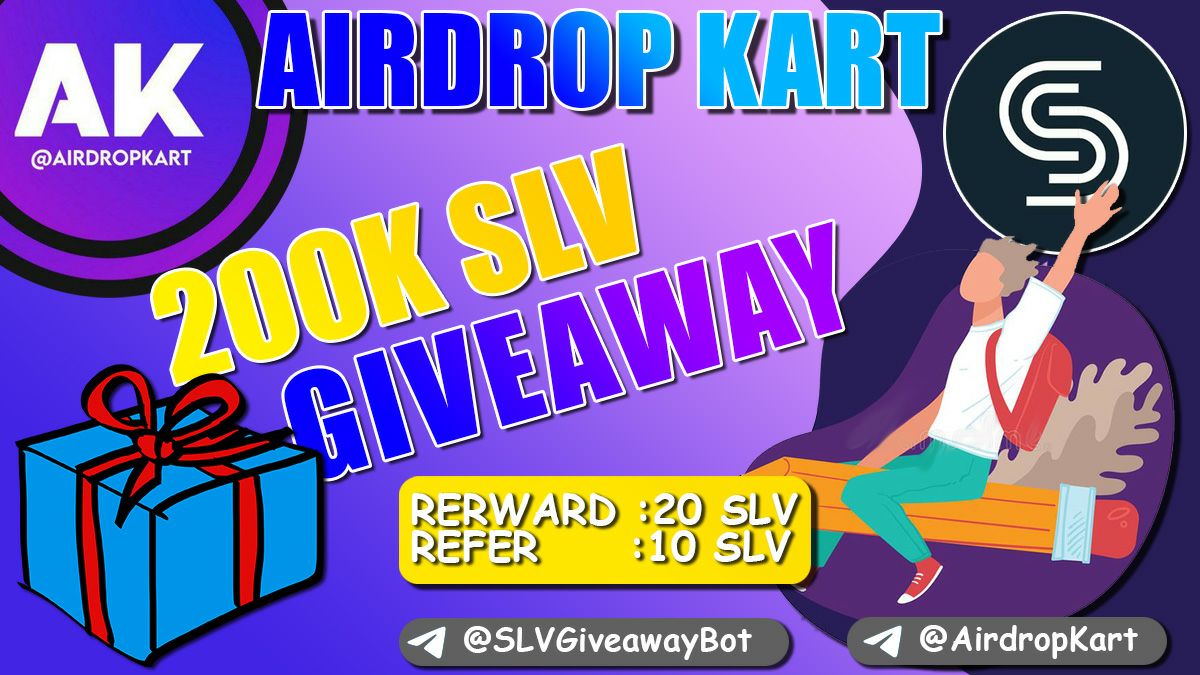 AK
@AIRDROPKART
AIRDROP KART
200K SLV
GIVEAWAY
RERWARD :20 SLV
REFER :10 SLV
@SLVGiveawayBot
@AirdropKart